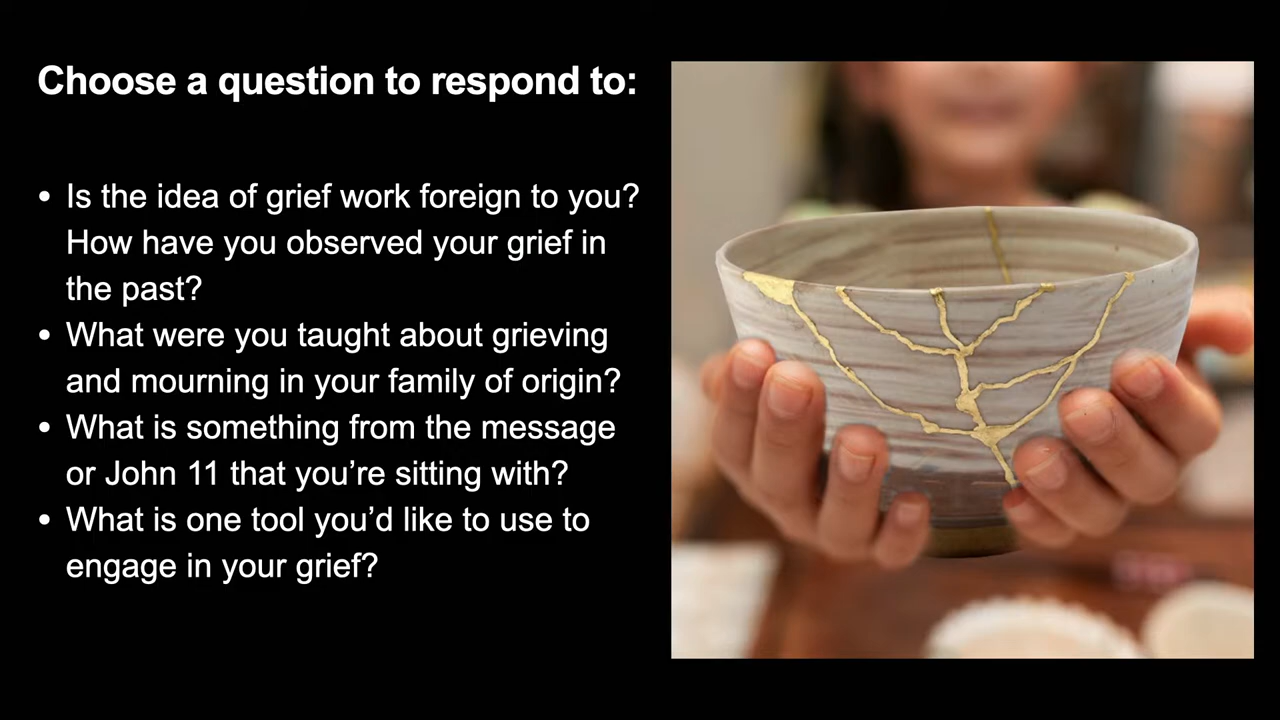 Choose a question to respond to:
• Is the idea of grief work foreign to you?
How have you observed your grief in
the past?
• What were you taught about grieving
and mourning in your family of origin?
• What is something from the message
or John 11 that you’re sitting with?
• What is one tool you’d like to use to
engage in your grief?